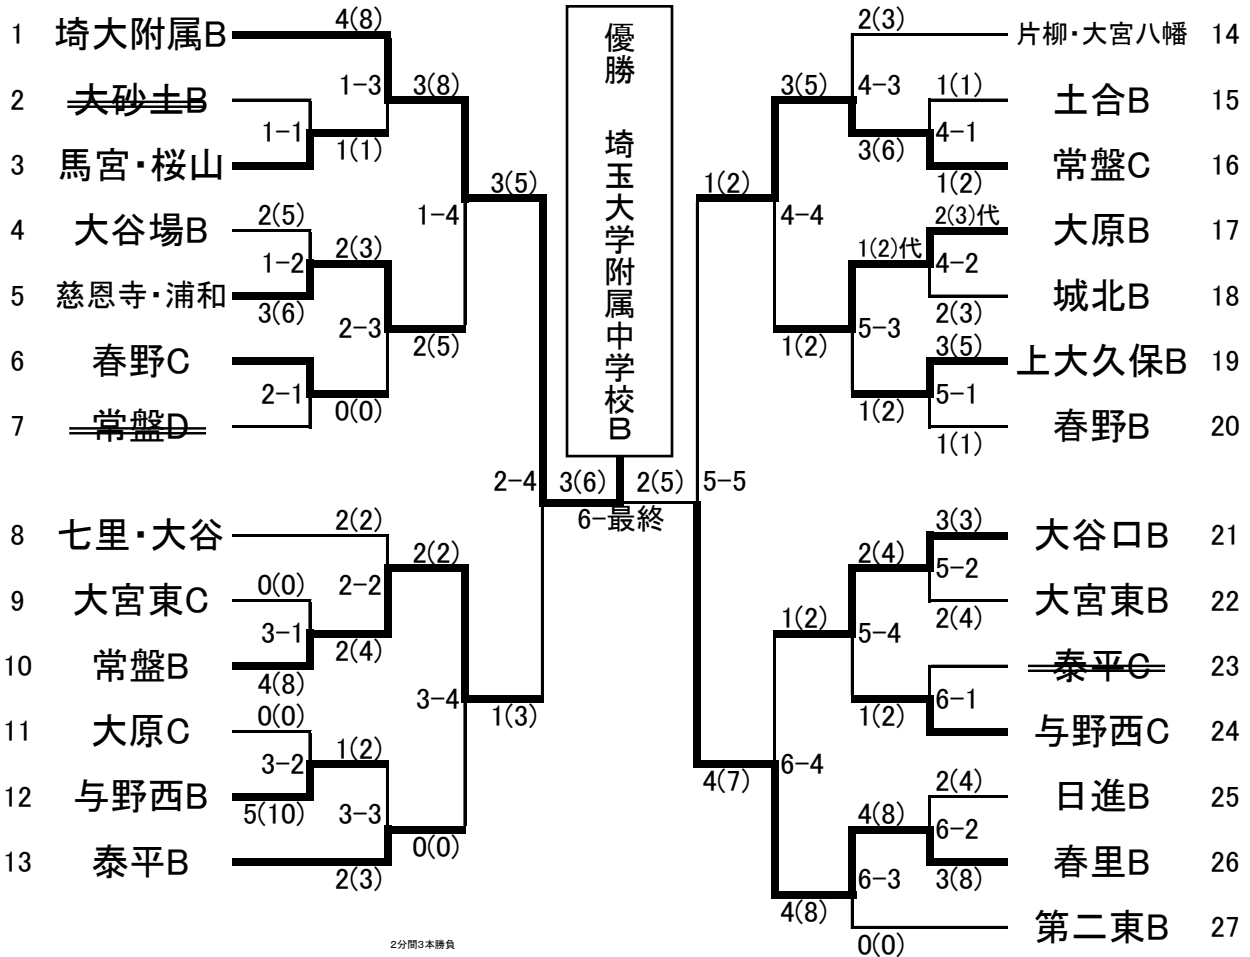 優勝 埼玉大学附属中学校B
1 埼大附属B 4(8)
1-3 3(8)
2 大砂土B
1-1 1(1)
3 馬宮・桜山
3(5)
1-4
4 大谷場B 2(5)
1-2 2(3)
5 慈恩寺・浦和 3(6)
2-3 2(5)
6 春野C
2-1 0(0)
7 常盤D
2-4 3(6)
8 七里・大谷 2(2)
2-2 2(2)
9 大宮東C 0(0)
3-1 2(4)
10 常盤B 4(8)
3-4 1(3)
11 大原C 0(0)
3-2 1(2)
12 与野西B 5(10)
3-3 0(0)
13 泰平B 2(3)
6-最終
2(5) 5-5
2(3) 片柳・大宮八幡 14
3(5) 4-3
1(1) 土合B 15
3(6) 4-1
1(2) 常盤C 16
1(2)
4-4
2(3)代 大原B 17
1(2)代 4-2
2(3) 城北B 18
1(2) 5-3
3(5) 上大久保B 19
1(2) 5-1
1(1) 春野B 20
3(3) 大谷口B 21
2(4) 5-2
2(4) 大宮東B 22
1(2) 5-4
泰平C 23
1(2) 6-1
与野西C 24
4(7) 6-4
2(4) 日進B 25
4(8) 6-2
3(8) 春里B 26
4(8) 6-3
0(0) 第二東B 27
2分間3本勝負